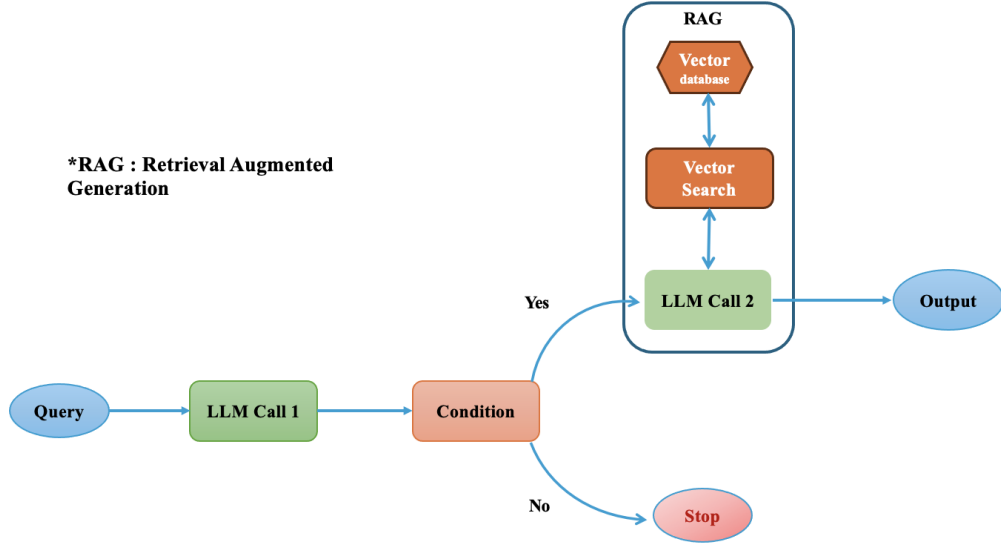 RAG
Vector
database
*RAG : Retrieval Augmented
Generation
Vector
Search
Yes
LLM Call 2
Output
Query
LLM Call 1
Condition
No
Stop